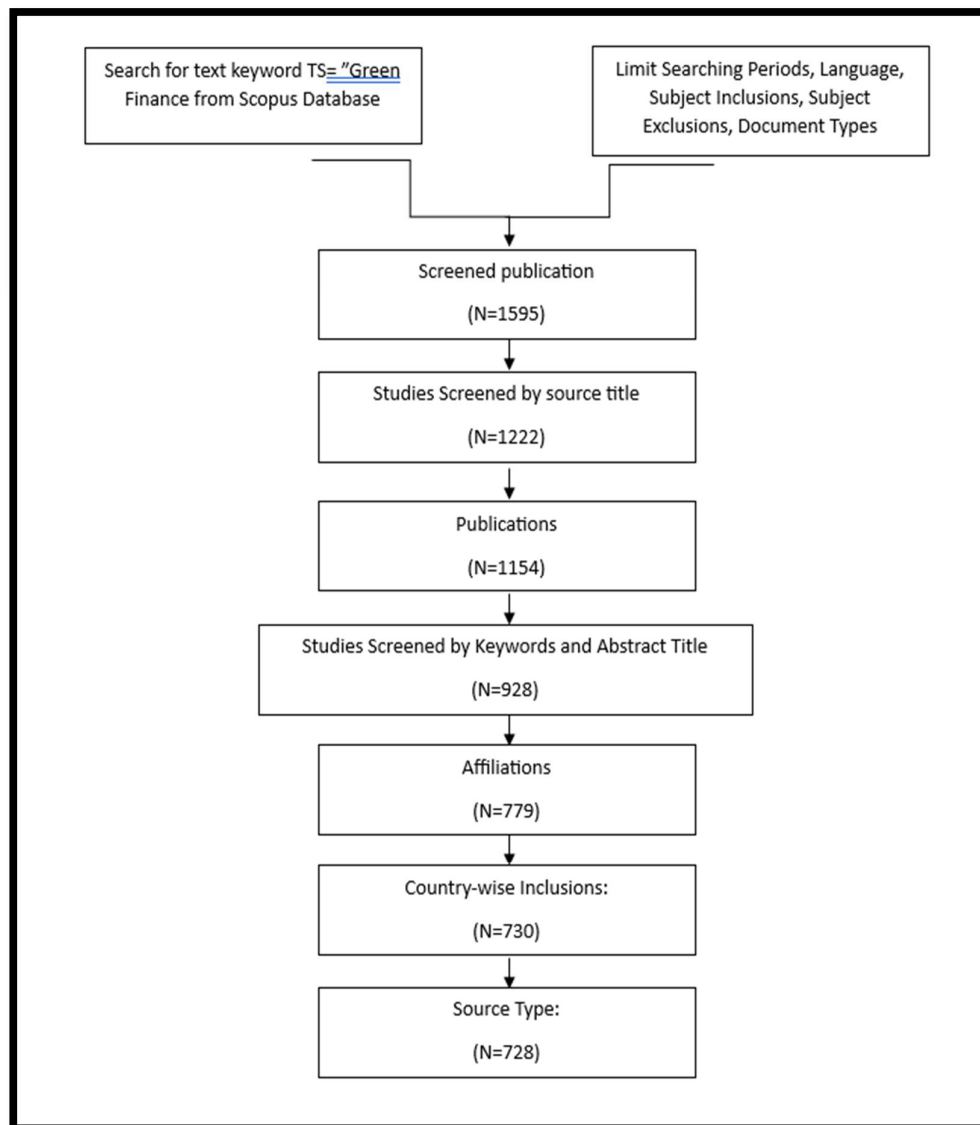 Search for text keyword TS= "Green
Finance from Scopus Database
Limit Searching Periods, Language,
Subject Inclusions, Subject
Exclusions, Document Types
Screened publication
(N=1595)
Studies Screened by source title
(N=1222)
Publications
(N=1154)
Studies Screened by Keywords and Abstract Title
(N=928)
Affiliations
(N=779)
Country-wise Inclusions:
(N=730)
Source Type:
(N=728)